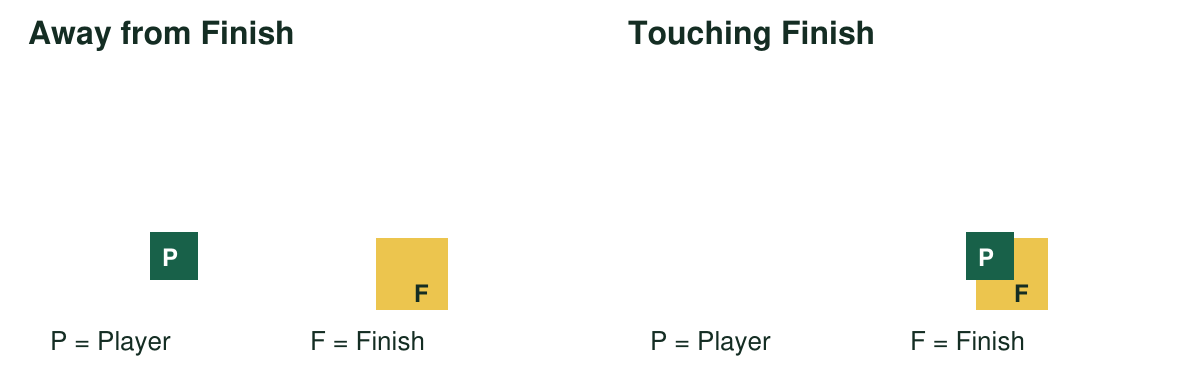 Away from Finish
P
F
P = Player
F = Finish
Touching Finish
P
F
P = Player
F = Finish